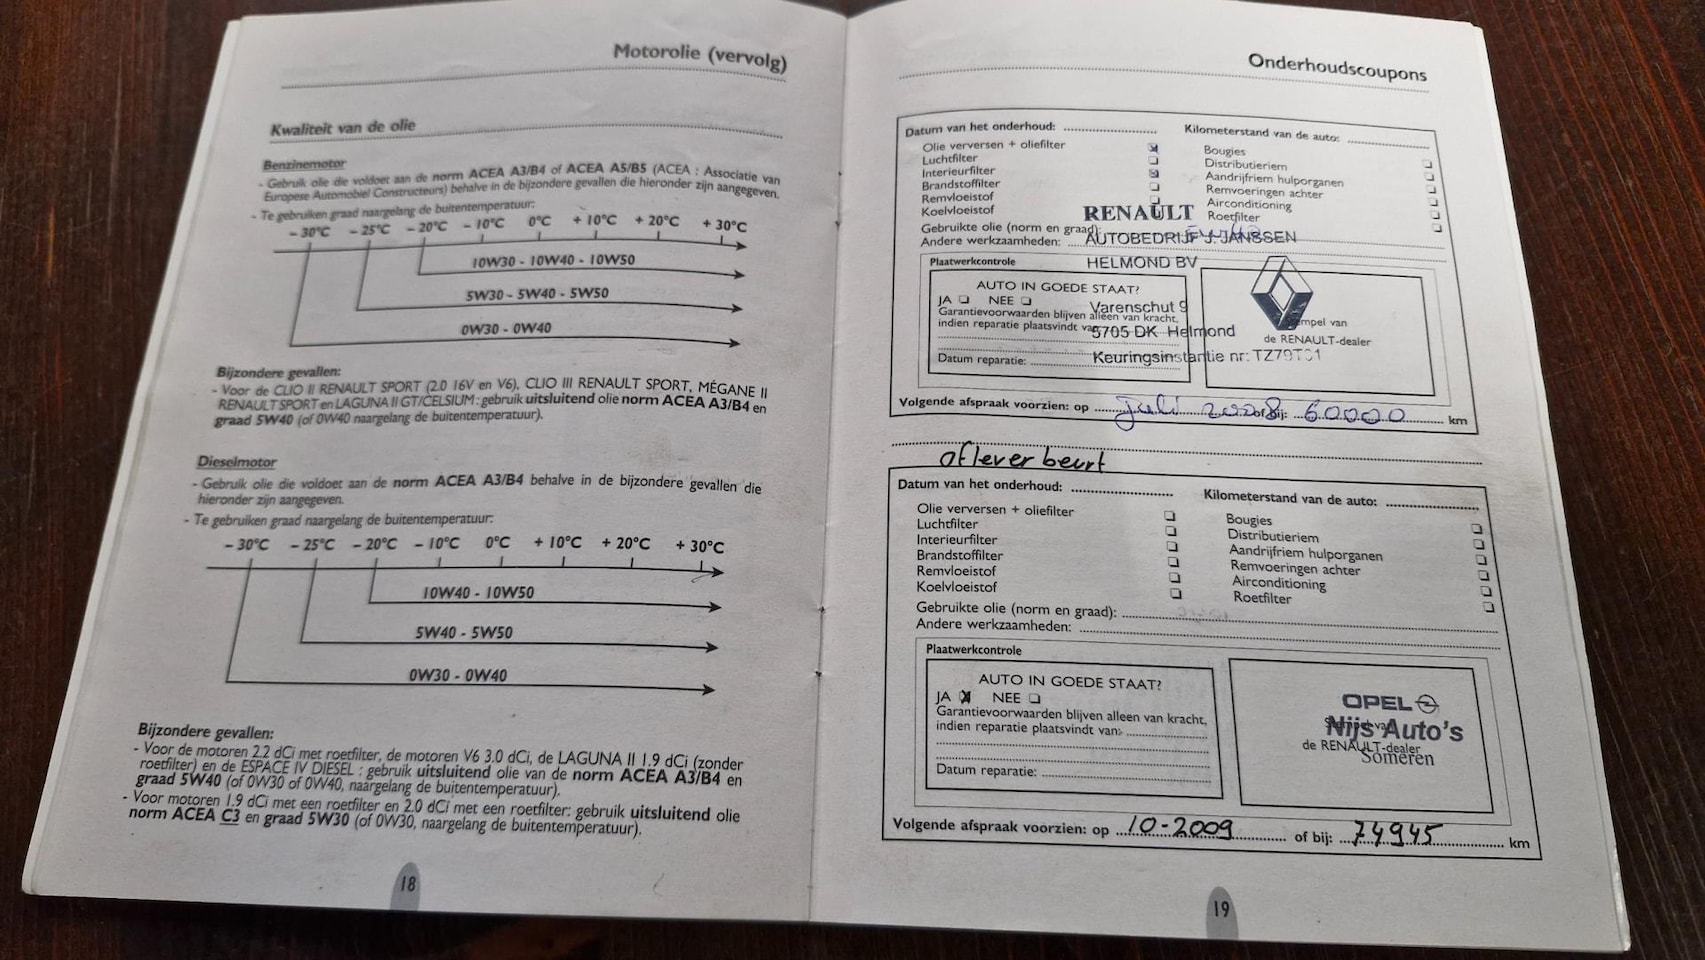 Motorolie (vervolg)
Kwaliteit van de olie
Benzinemotor
- Gebruik olie die voldoet aan de norm ACEA A3/B4 of ACEA A5/B5 (ACEA : Associatie van
Europese Automobiel Constructeurs) behalve in de bijzondere gevallen die hieronder zijn aangegeven.
- Te gebruiken graad naargelang de buitentemperatuur:
- 30°C - 25°C - 20°C - 10°C 0°C + 10°C + 20°C + 30°C
10W30 - 10W40 - 10W50
5W30 - 5W40 - 5W50
0W30 - 0W40
Bijzondere gevallen:
- Voor de CLIO II RENAULT SPORT (2.0 16V en V6), CLIO III RENAULT SPORT, MÉGANE II
RENAULT SPORT en LAGUNA II GT/CELSIUM : gebruik uitsluitend olie norm ACEA A3/B4 en
graad 5W40 (of 0W40 naargelang de buitentemperatuur).
Dieselmotor
- Gebruik olie die voldoet aan de norm ACEA A3/B4 behalve in de bijzondere gevallen die
hieronder zijn aangegeven.
- Te gebruiken graad naargelang de buitentemperatuur:
- 30°C - 25°C - 20°C - 10°C 0°C + 10°C + 20°C + 30°C
10W40 - 10W50
5W40 - 5W50
0W30 - 0W40
Bijzondere gevallen:
- Voor de motoren 2.2 dCi met roetfilter, de motoren V6 3.0 dCi, de LAGUNA II 1.9 dCi (zonder
roetfilter) en de ESPACE IV DIESEL : gebruik uitsluitend olie van de norm ACEA A3/B4 en
graad 5W40 (of 0W30 of 0W40, naargelang de buitentemperatuur).
- Voor motoren 1.9 dCi met een roetfilter en 2.0 dCi met een roetfilter: gebruik uitsluitend olie
norm ACEA C3 en graad 5W30 (of 0W30, naargelang de buitentemperatuur).
18
Onderhoudscoupons
Datum van het onderhoud: Kilometerstand van de auto:
Olie verversen + oliefilter Bougies
Luchtfilter Distributieriem
Interieurfilter Aandrijfriem hulporganen
Brandstoffilter Remvoeringen achter
Remvloeistof Airconditioning
Koelvloeistof Roetfilter
RENAULT
Gebruikte olie (norm en graad):
Andere werkzaamheden: AUTOBEDRIJF J. JANSSEN
Plaatwerkcontrole HELMOND BV
AUTO IN GOEDE STAAT?
JA NEE Varenschut 9
Garantievoorwaarden blijven alleen van kracht,
indien reparatie plaatsvindt 5705 DK Helmond
Stempel van
de RENAULT-dealer
Datum reparatie: Keuringsinstantie nr: TZ79T01
Volgende afspraak voorzien: op juli 2008 of bij: 60000 km
afleverbeurt
Datum van het onderhoud: Kilometerstand van de auto:
Olie verversen + oliefilter Bougies
Luchtfilter Distributieriem
Interieurfilter Aandrijfriem hulporganen
Brandstoffilter Remvoeringen achter
Remvloeistof Airconditioning
Koelvloeistof Roetfilter
Gebruikte olie (norm en graad):
Andere werkzaamheden:
Plaatwerkcontrole
AUTO IN GOEDE STAAT?
JA NEE
Garantievoorwaarden blijven alleen van kracht,
indien reparatie plaatsvindt van:
Datum reparatie:
OPEL
Nijs Auto's
Stempel van
de RENAULT-dealer
Someren
Volgende afspraak voorzien: op 10-2009 of bij: 74945 km
19